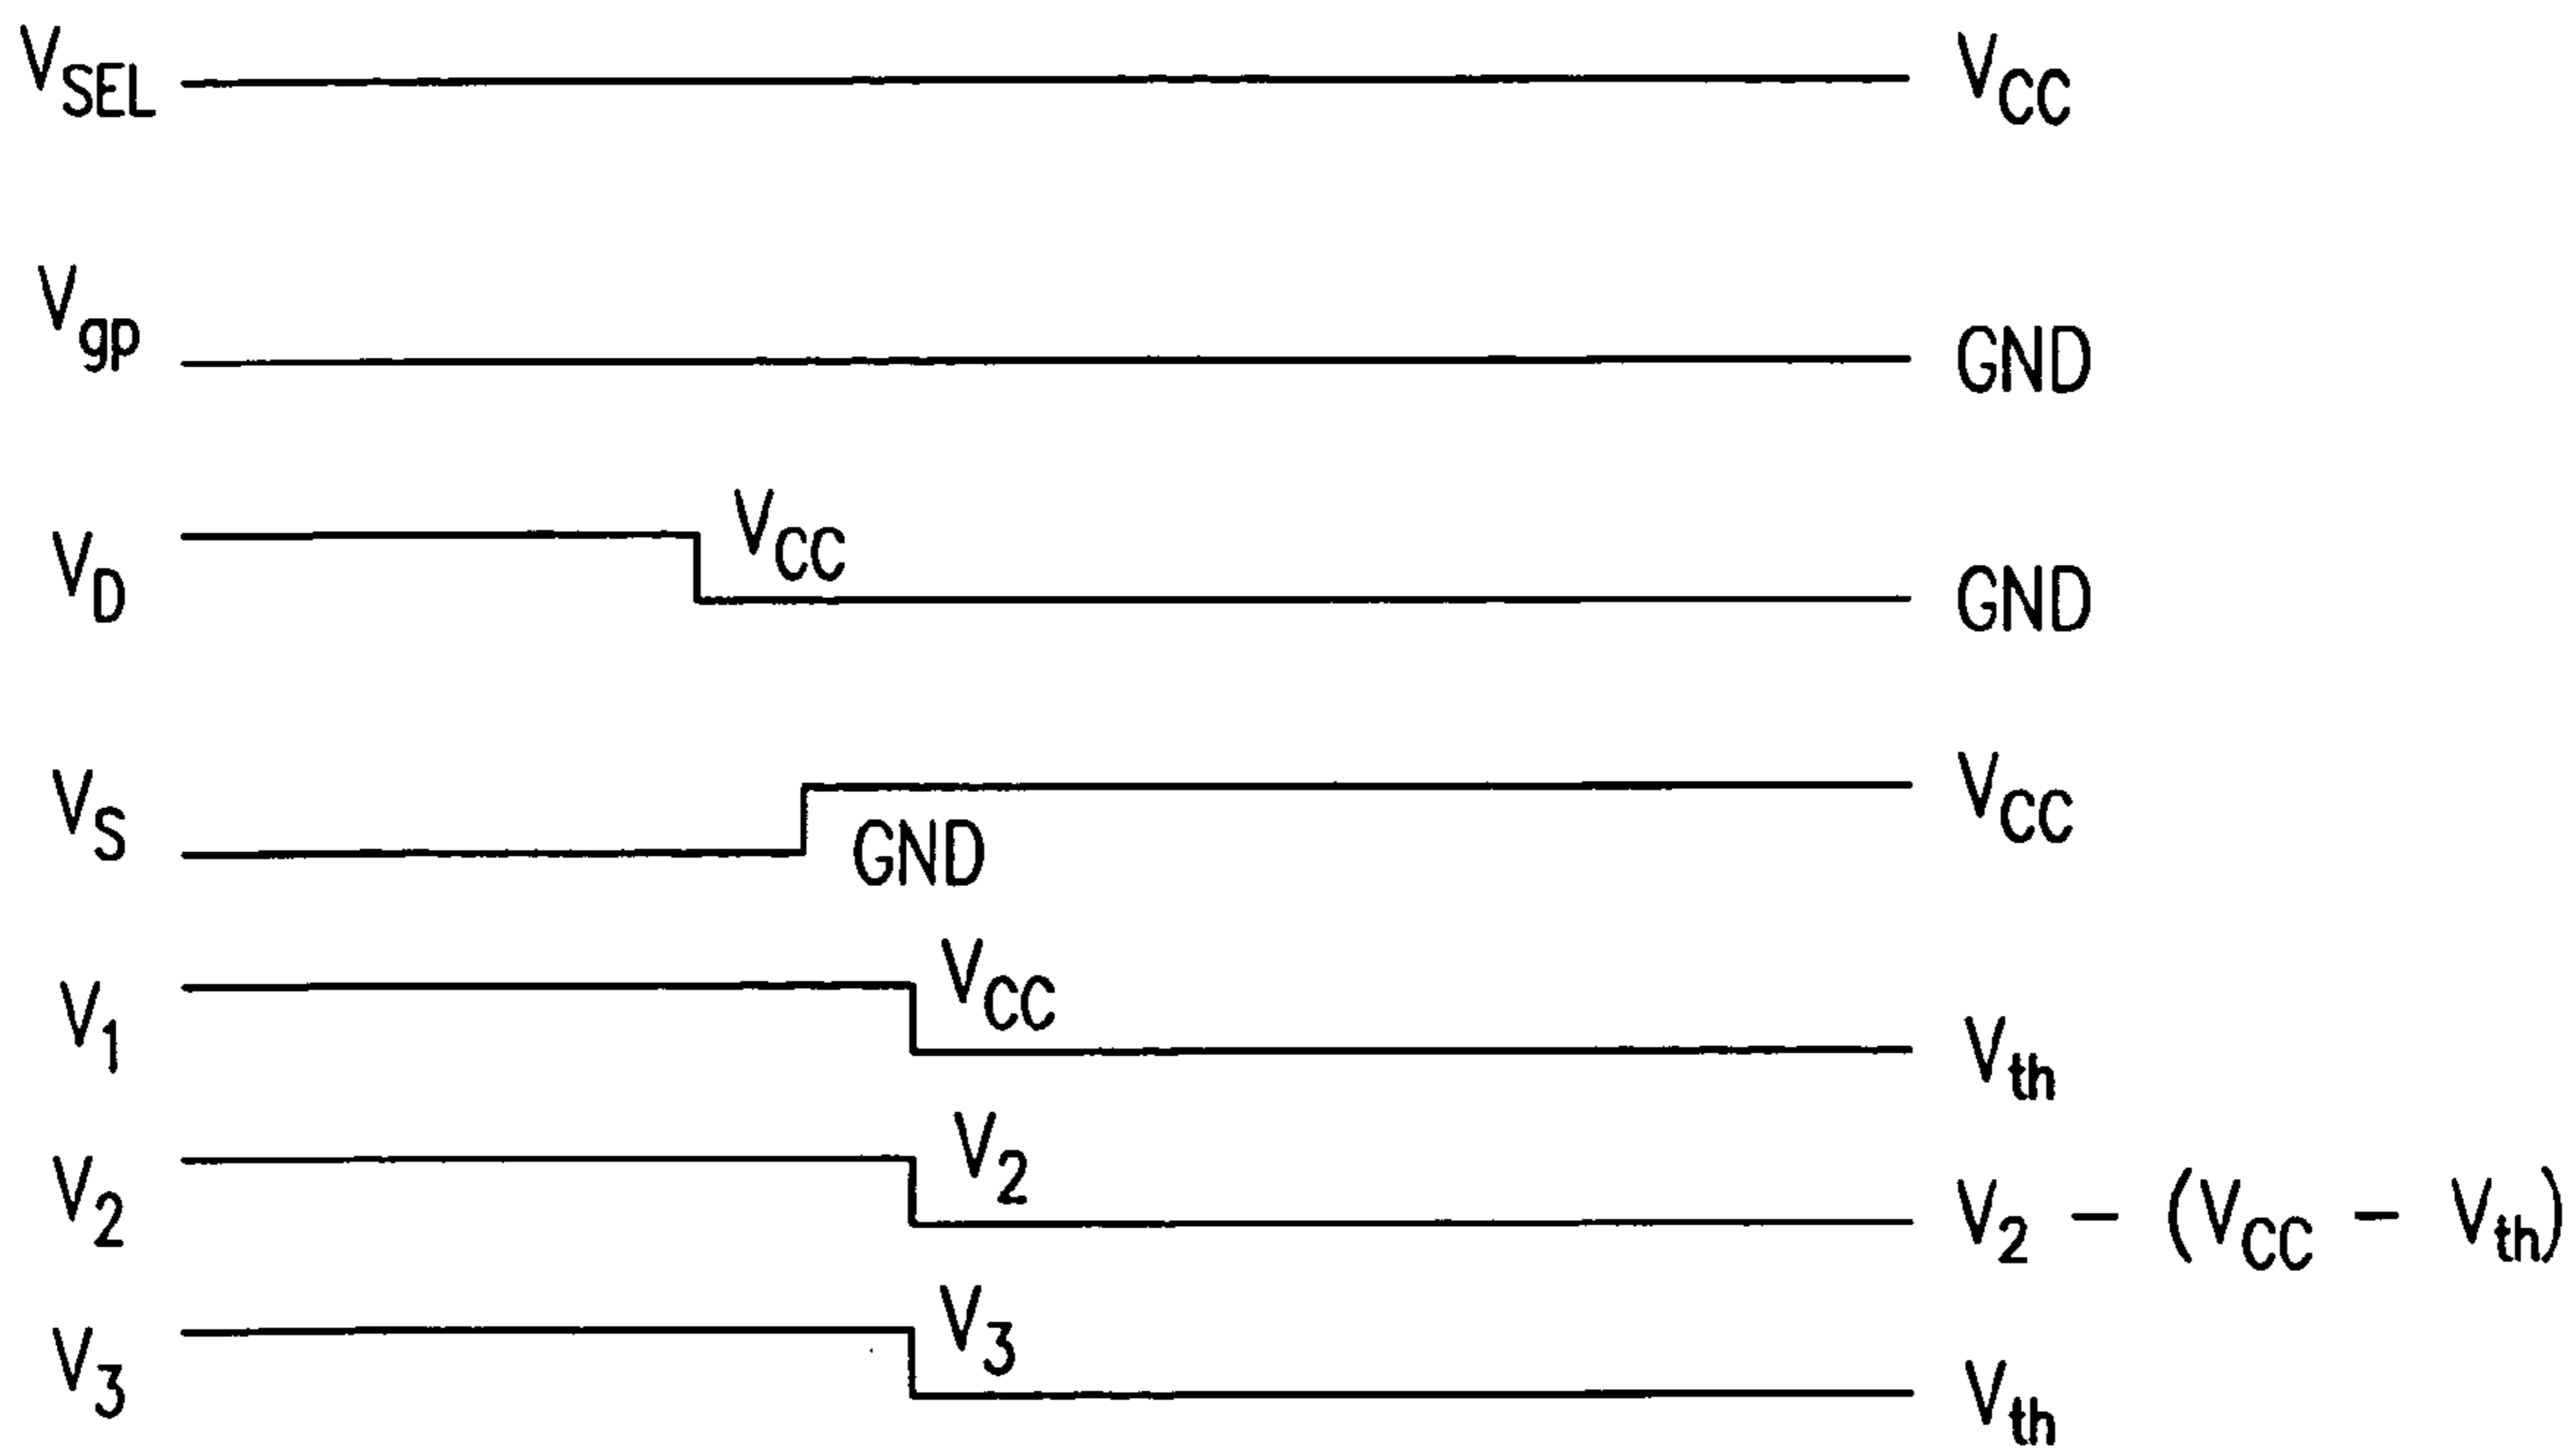 V_SEL V_CC
V_gp GND
V_D V_CC GND
V_S GND V_CC
V_1 V_CC V_th
V_2 V_2 V_2 − (V_CC − V_th)
V_3 V_3 V_th